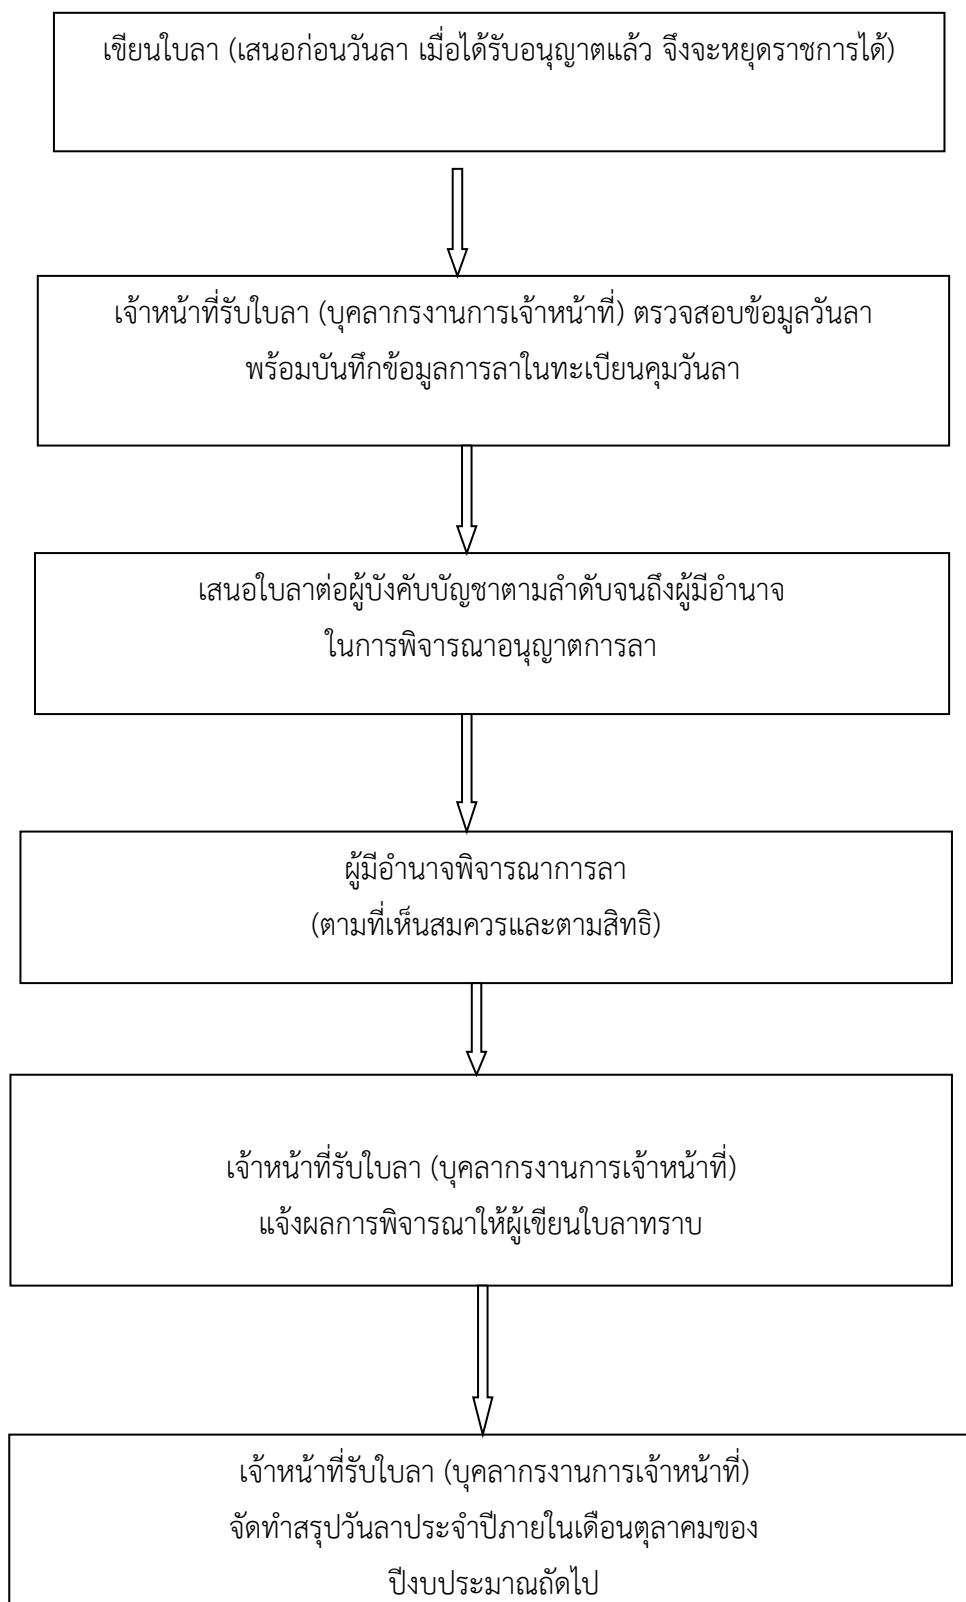 เขียนใบลา (เสนอก่อนวันลา เมื่อได้รับอนุญาตแล้ว จึงจะหยุดราชการได้)
เจ้าหน้าที่รับใบลา (บุคลากรงานการเจ้าหน้าที่) ตรวจสอบข้อมูลวันลา
พร้อมบันทึกข้อมูลการลาในทะเบียนคุมวันลา
เสนอใบลาต่อผู้บังคับบัญชาตามลำดับจนถึงผู้มีอำนาจ
ในการพิจารณาอนุญาตการลา
ผู้มีอำนาจพิจารณาการลา
(ตามที่เห็นสมควรและตามสิทธิ)
เจ้าหน้าที่รับใบลา (บุคลากรงานการเจ้าหน้าที่)
แจ้งผลการพิจารณาให้ผู้เขียนใบลาทราบ
เจ้าหน้าที่รับใบลา (บุคลากรงานการเจ้าหน้าที่)
จัดทำสรุปวันลาประจำปีภายในเดือนตุลาคมของ
ปีงบประมาณถัดไป